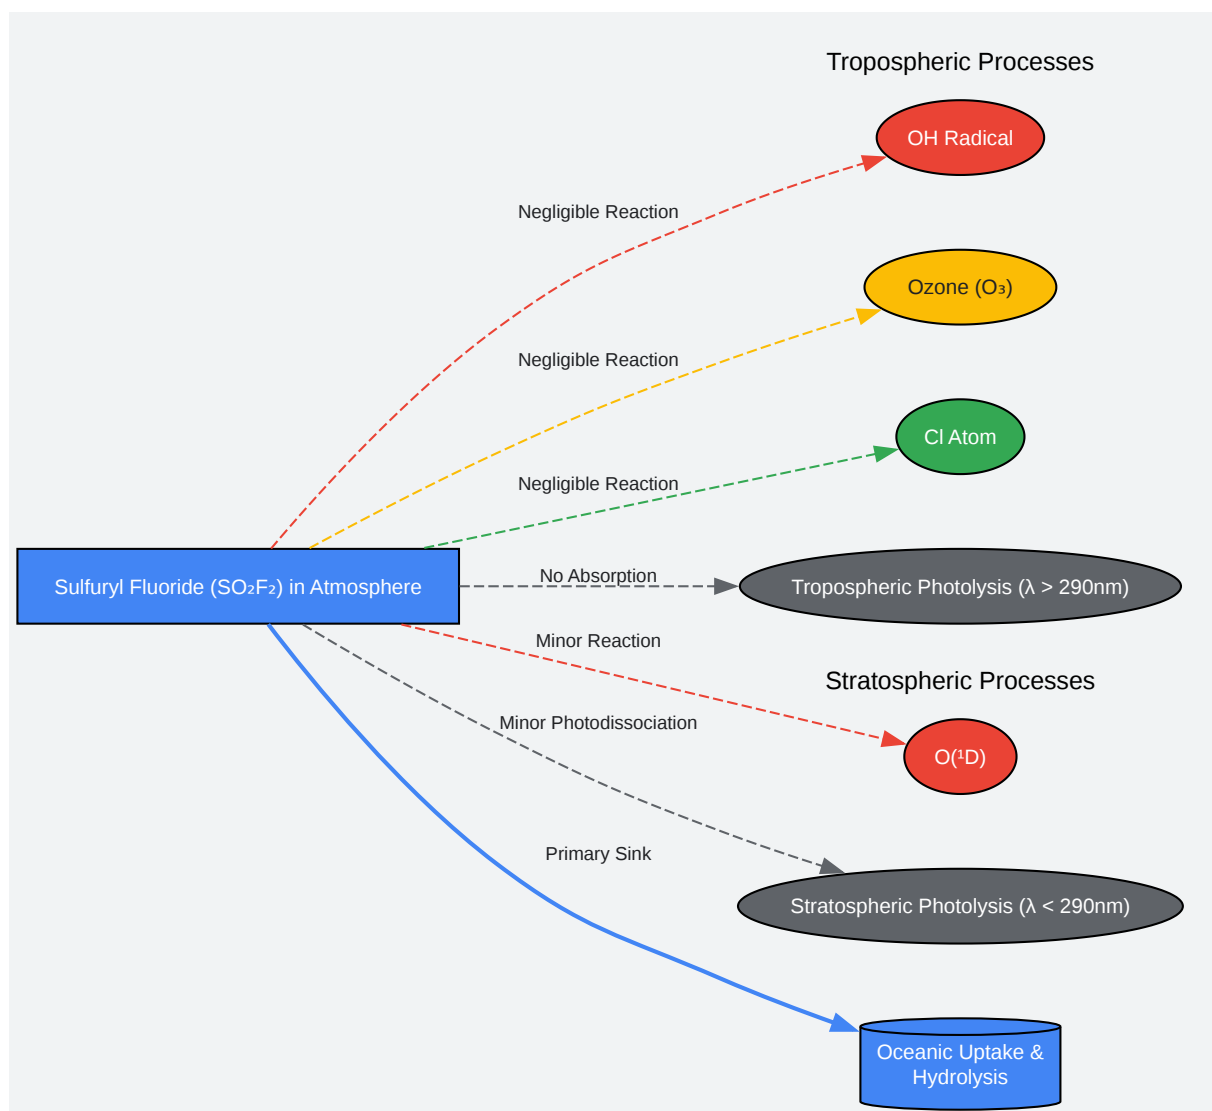 Tropospheric Processes
OH Radical
Negligible Reaction
Ozone (O₃)
Negligible Reaction
Cl Atom
Negligible Reaction
No Absorption
Sulfuryl Fluoride (SO₂F₂) in Atmosphere
Tropospheric Photolysis (λ > 290nm)
Minor Reaction
Stratospheric Processes
Minor Photodissociation
O(¹D)
Primary Sink
Stratospheric Photolysis (λ < 290nm)
Oceanic Uptake &
Hydrolysis